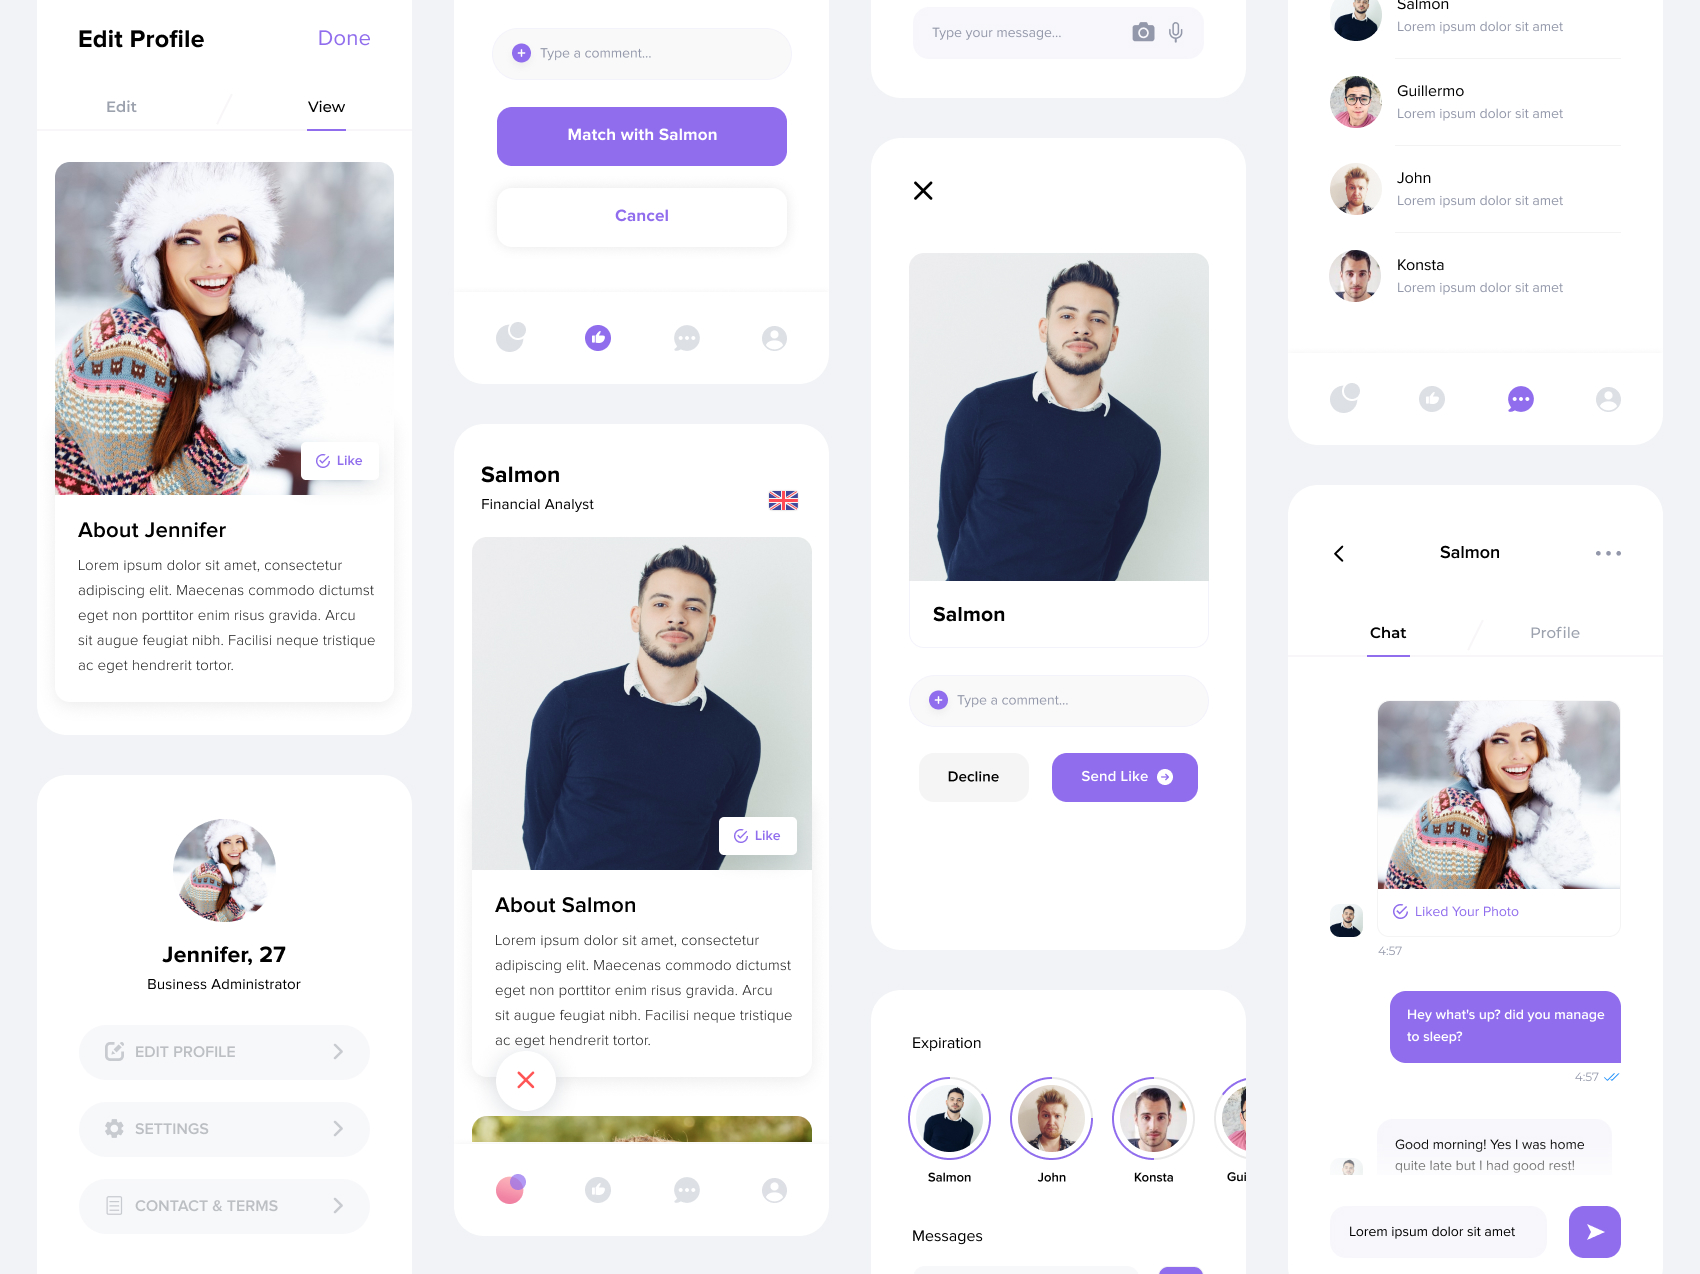 Edit Profile
Done
Edit
View
Like
About Jennifer
Lorem ipsum dolor sit amet, consectetur
adipiscing elit. Maecenas commodo dictumst
eget non porttitor enim risus gravida. Arcu
sit augue feugiat nibh. Facilisi neque tristique
ac eget hendrerit tortor.
Jennifer, 27
Business Administrator
EDIT PROFILE
SETTINGS
CONTACT & TERMS
Type a comment...
Match with Salmon
Cancel
Salmon
Financial Analyst
Like
About Salmon
Lorem ipsum dolor sit amet, consectetur
adipiscing elit. Maecenas commodo dictumst
eget non porttitor enim risus gravida. Arcu
sit augue feugiat nibh. Facilisi neque tristique
ac eget hendrerit tortor.
Type your message...
Salmon
Type a comment...
Decline
Send Like
Expiration
Salmon
John
Konsta
Gui
Messages
Salmon
Lorem ipsum dolor sit amet
Guillermo
Lorem ipsum dolor sit amet
John
Lorem ipsum dolor sit amet
Konsta
Lorem ipsum dolor sit amet
Salmon
Chat
Profile
Liked Your Photo
4:57
Hey what's up? did you manage
to sleep?
4:57
Good morning! Yes I was home
quite late but I had good rest!
Lorem ipsum dolor sit amet